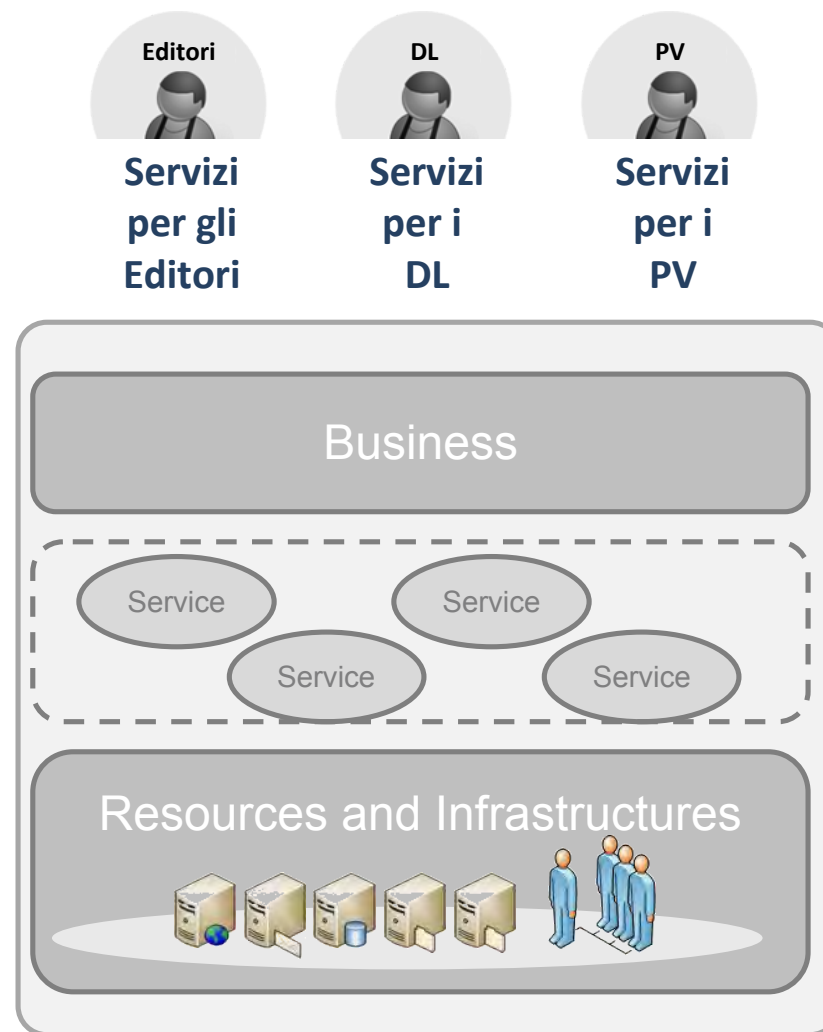 Editori
DL
PV
Servizi
per gli
Editori
Servizi
per i
DL
Servizi
per i
PV
Business
Service
Service
Service
Service
Resources and Infrastructures